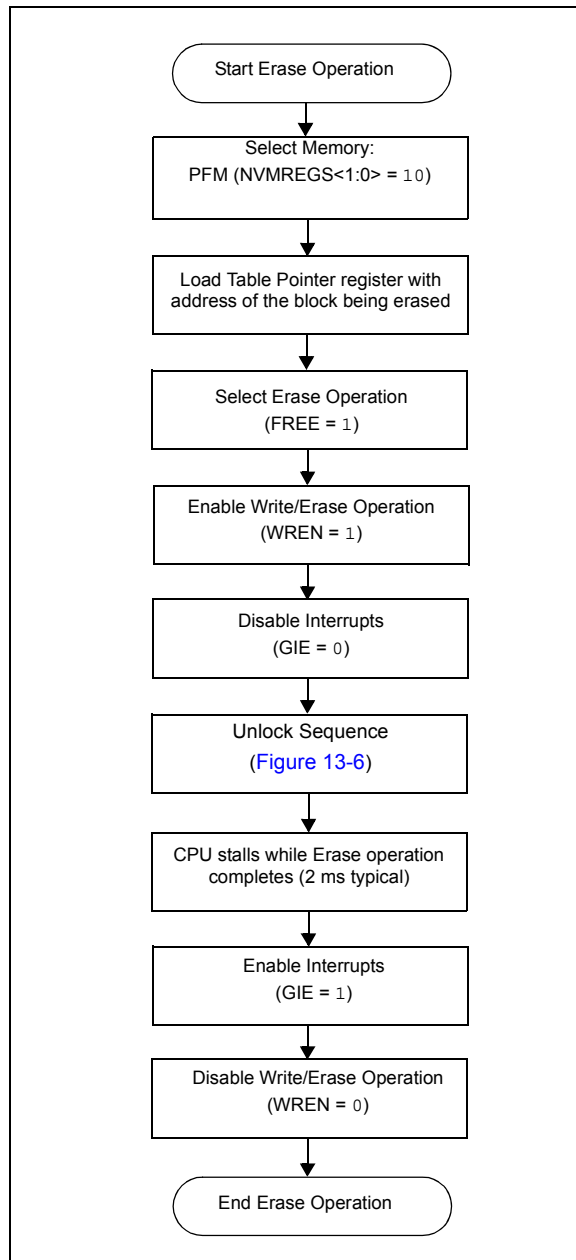 Start Erase Operation
Select Memory:
PFM (NVMREGS<1:0> = 10)
Load Table Pointer register with
address of the block being erased
Select Erase Operation
(FREE = 1)
Enable Write/Erase Operation
(WREN = 1)
Disable Interrupts
(GIE = 0)
Unlock Sequence
(Figure 13-6)
CPU stalls while Erase operation
completes (2 ms typical)
Enable Interrupts
(GIE = 1)
Disable Write/Erase Operation
(WREN = 0)
End Erase Operation